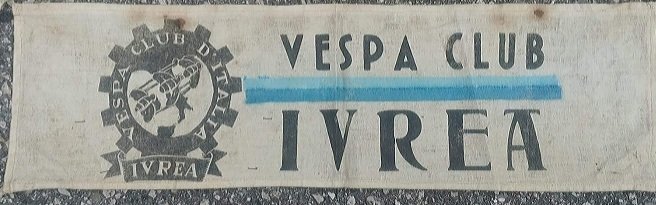 VESPA CLUB D'ITALIA
IVREA
VESPA CLUB
IVREA